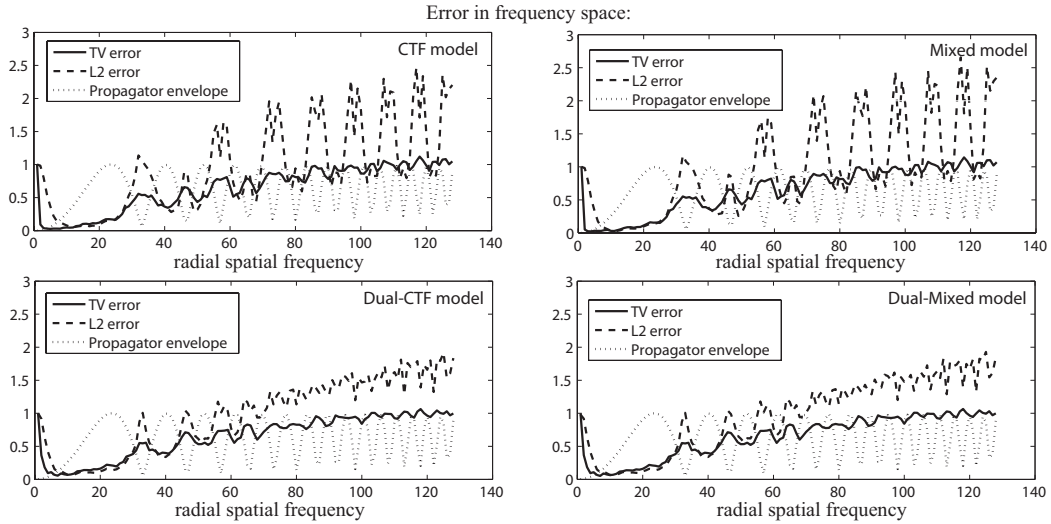 Error in frequency space:
CTF model
TV error
L2 error
Propagator envelope
3
2.5
2
1.5
1
0.5
0
0 20 40 60 80 100 120 140
radial spatial frequency
Mixed model
TV error
L2 error
Propagator envelope
3
2.5
2
1.5
1
0.5
0
0 20 40 60 80 100 120 140
radial spatial frequency
Dual-CTF model
TV error
L2 error
Propagator envelope
3
2.5
2
1.5
1
0.5
0
0 20 40 60 80 100 120 140
radial spatial frequency
Dual-Mixed model
TV error
L2 error
Propagator envelope
3
2.5
2
1.5
1
0.5
0
0 20 40 60 80 100 120 140
radial spatial frequency